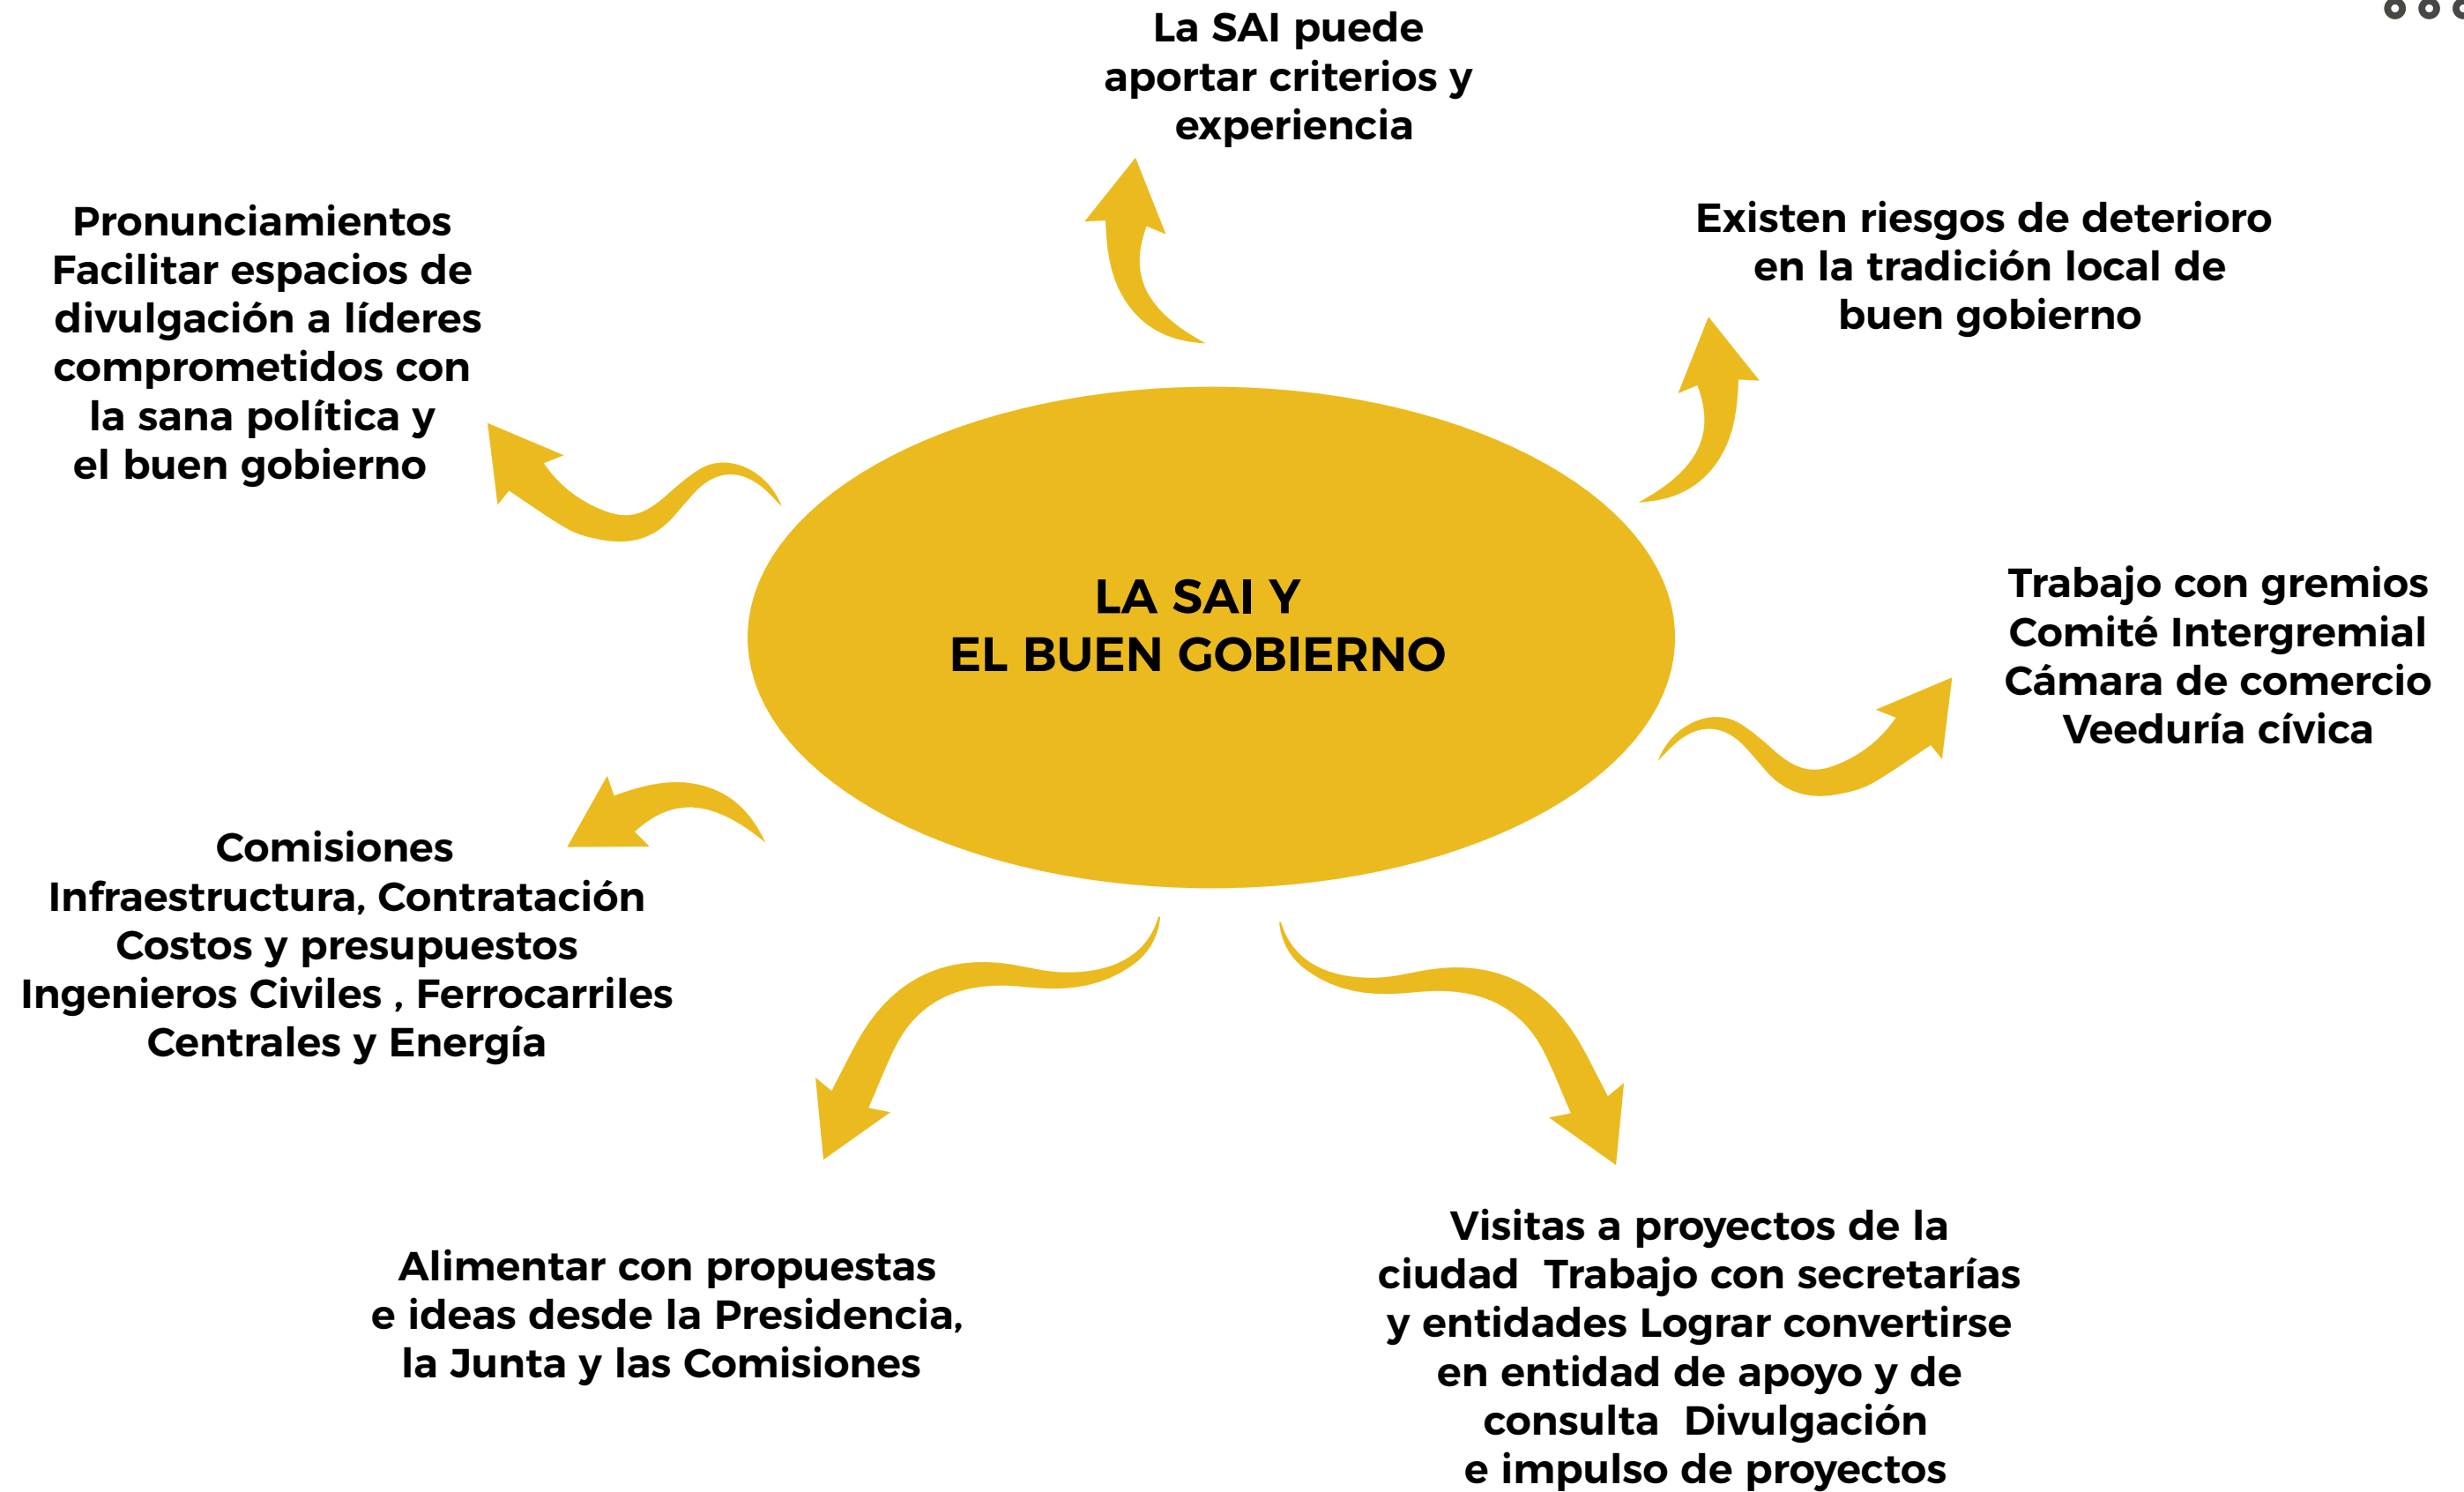 La SAI puede
aportar criterios y
experiencia
Pronunciamientos
Facilitar espacios de
divulgación a líderes
comprometidos con
la sana política y
el buen gobierno
Existen riesgos de deterioro
en la tradición local de
buen gobierno
LA SAI Y
EL BUEN GOBIERNO
Trabajo con gremios
Comité Intergremial
Cámara de comercio
Veeduría cívica
Comisiones
Infraestructura, Contratación
Costos y presupuestos
Ingenieros Civiles , Ferrocarriles
Centrales y Energía
Alimentar con propuestas
e ideas desde la Presidencia,
la Junta y las Comisiones
Visitas a proyectos de la
ciudad  Trabajo con secretarías
y entidades Lograr convertirse
en entidad de apoyo y de
consulta  Divulgación
e impulso de proyectos